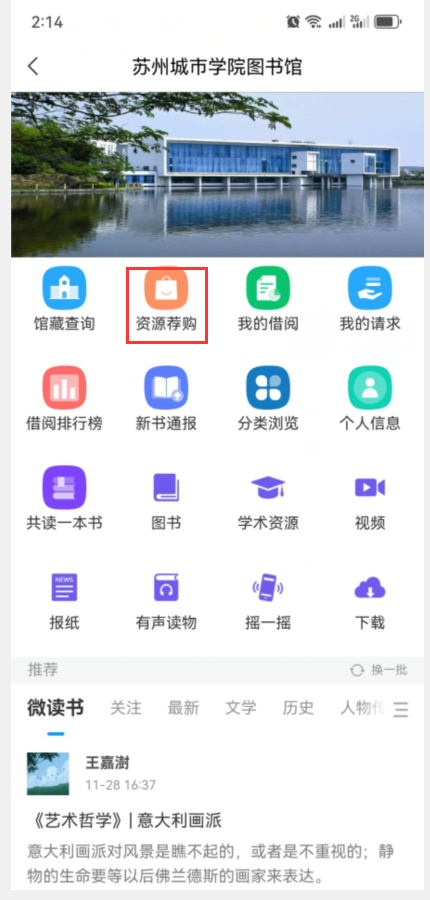 2:14
2G
苏州城市学院图书馆
馆藏查询 资源荐购 我的借阅 我的请求
借阅排行榜 新书通报 分类浏览 个人信息
共读一本书 图书 学术资源 视频
NEWS
报纸 有声读物 摇一摇 下载
推荐 换一批
微读书 关注 最新 文学 历史 人物传
王嘉澍
11-28 16:37
《艺术哲学》| 意大利画派
意大利画派对风景是瞧不起的，或者是不重视的；静
物的生命要等以后佛兰德斯的画家来表达。